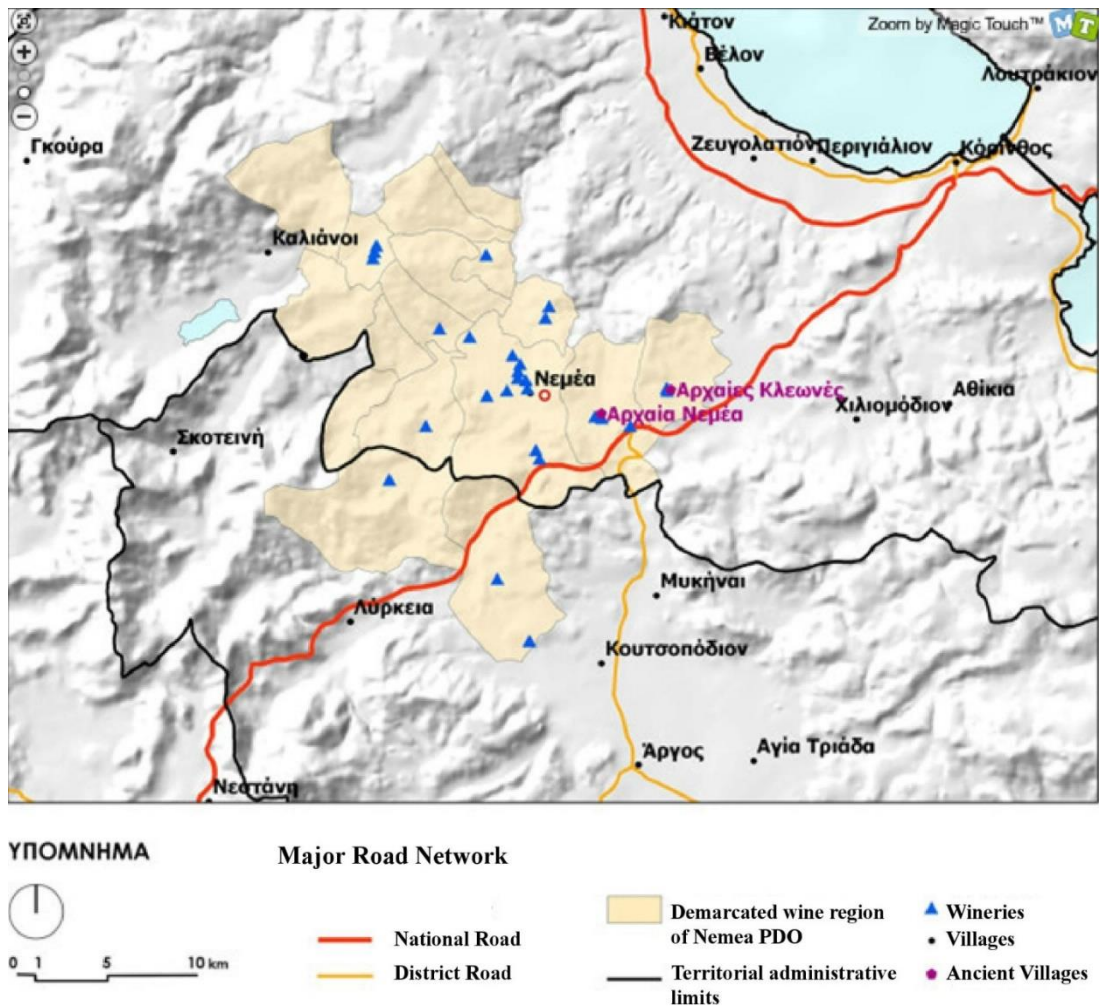 Zoom by Magic Touch™ M T
Κιάτον
Βέλον
Λουτράκιον
Γκούρα
Ζευγολατιόν
Περιγιάλιον
Κόρινθος
Καλιάνοι
Νεμέα
Αρχαίες Κλεωνές
Αθίκια
Αρχαία Νεμέα
Χιλιομόδιον
Σκοτεινή
Μυκήναι
Λύρκεια
Κουτσοπόδιον
Άργος
Αγία Τριάδα
Νεστάνη
ΥΠΟΜΝΗΜΑ
Major Road Network
National Road
District Road
0 1 5 10 km
Demarcated wine region
of Nemea PDO
Territorial administrative
limits
Wineries
Villages
Ancient Villages